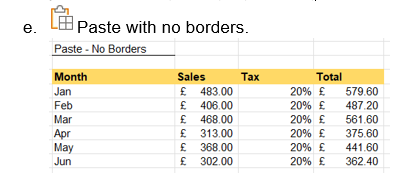 e. Paste with no borders.
Paste - No Borders
Month Sales Tax Total
Jan £ 483.00 20% £ 579.60
Feb £ 406.00 20% £ 487.20
Mar £ 468.00 20% £ 561.60
Apr £ 313.00 20% £ 375.60
May £ 368.00 20% £ 441.60
Jun £ 302.00 20% £ 362.40